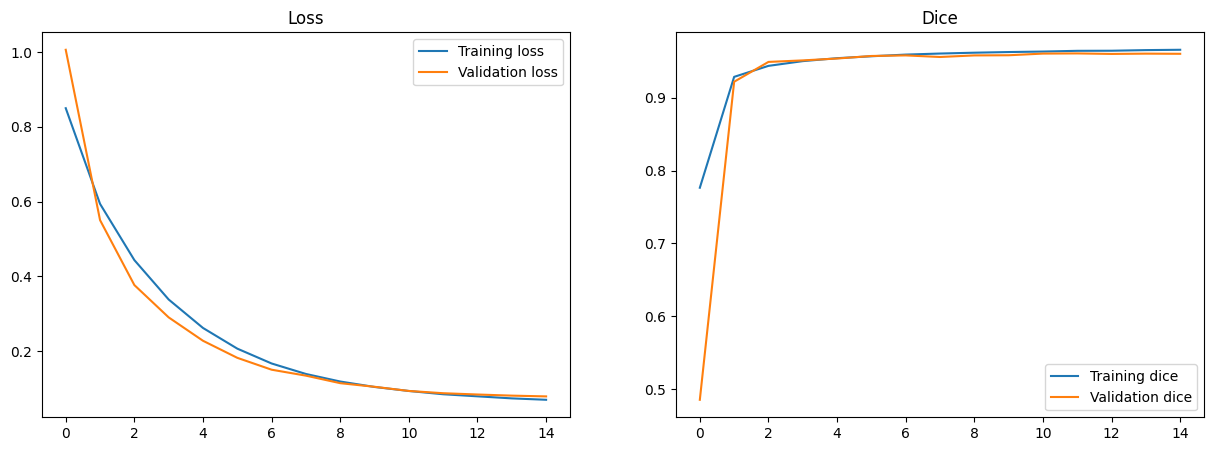 Loss
1.0
0.8
0.6
0.4
0.2
0 2 4 6 8 10 12 14
Training loss
Validation loss
Dice
0.9
0.8
0.7
0.6
0.5
0 2 4 6 8 10 12 14
Training dice
Validation dice